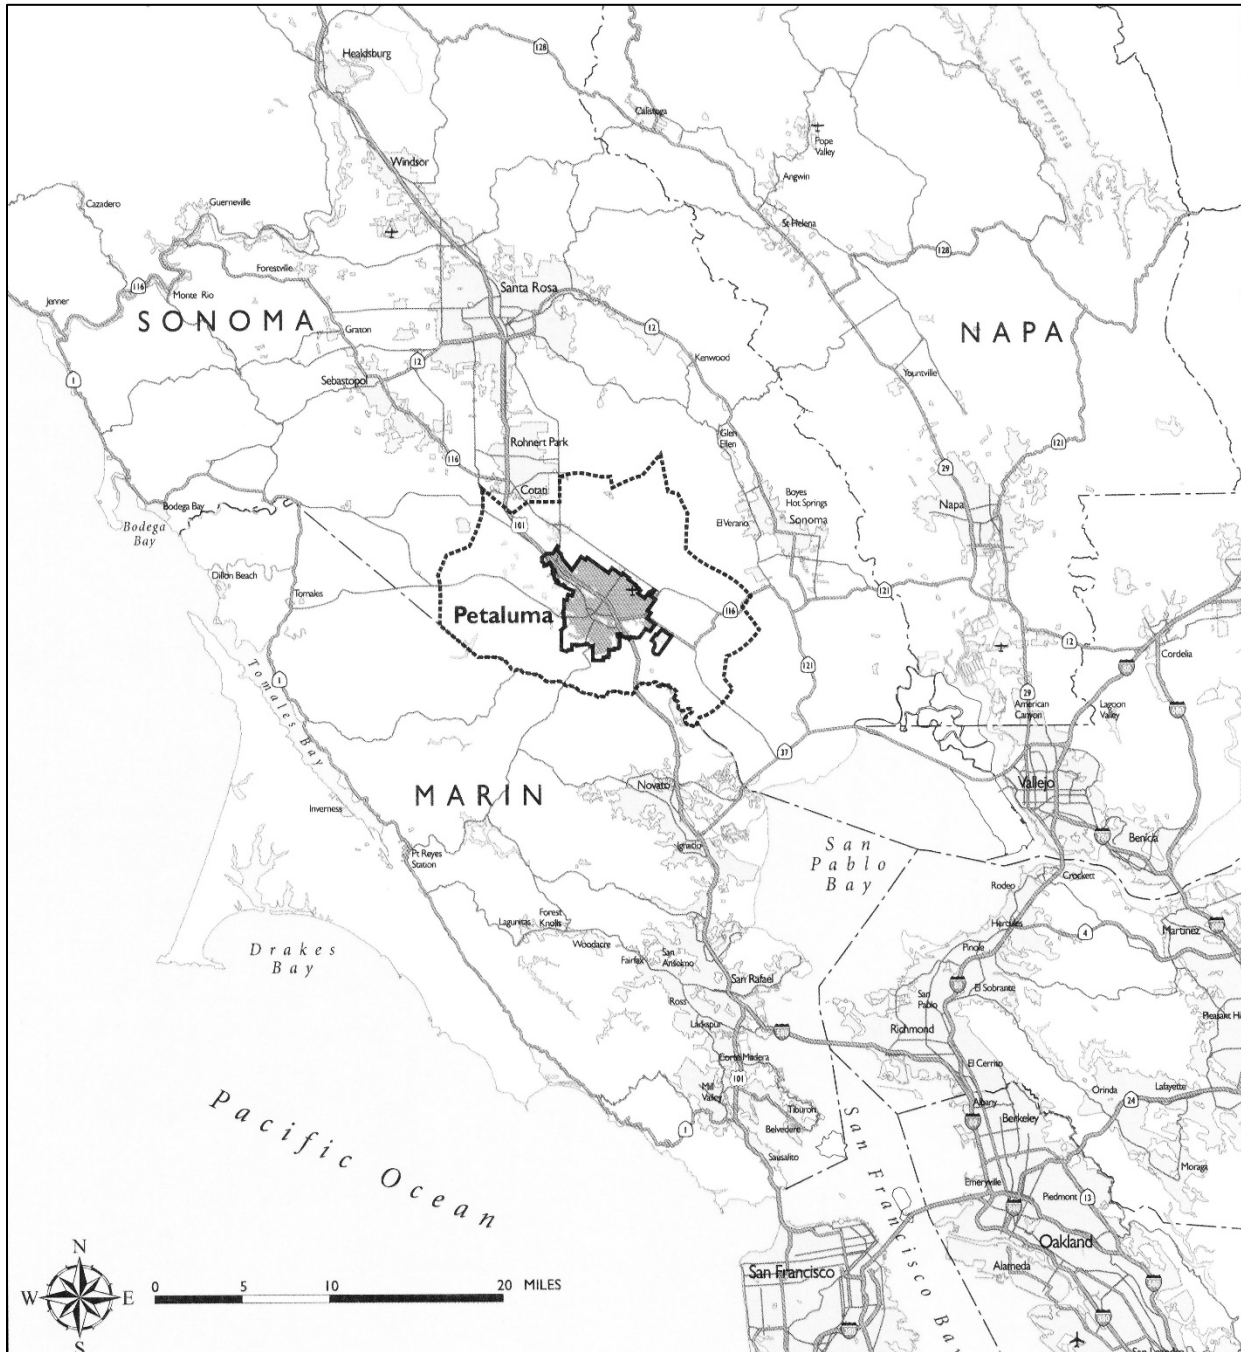 Healdsburg
128
Calistoga
Lake Berryessa
Pope
Valley
Windsor
Angwin
Cazadero
Guerneville
St Helena
128
Forestville
116
Monte Rio
Santa Rosa
Jenner
SONOMA
Graton
12
NAPA
Kenwood
12
Sebastopol
Yountville
1
Rohnert Park
Glen
Ellen
116
121
29
Cotati
Boyes
Hot Springs
Napa
Bodega Bay
Bodega
Bay
101
El Verano
Sonoma
Dillon Beach
Tomales
121
Petaluma
116
12
Cordelia
Tomales Bay
1
121
29
American
Canyon
Lagoon
Valley
37
Vallejo
MARIN
Novato
Inverness
Benicia
Ignacio
San
Pablo
Bay
Pt Reyes
Station
Crockett
Rodeo
Lagunitas
Forest
Knolls
Hercules
4
Martinez
Woodacre
Pinole
Drakes
Bay
Fairfax
San
Anselmo
San Rafael
El Sobrante
San
Pablo
Ross
Pleasant Hi
Larkspur
Richmond
Corte Madera
El Cerrito
101
Mill
Valley
Orinda
Lafayette
24
Albany
Tiburon
Berkeley
Pacific Ocean
1
Belvedere
San Francisco Bay
Sausalito
Moraga
Emeryville
Piedmont
13
Oakland
N
W
E
S
0
5
10
20 MILES
San Francisco
Alameda